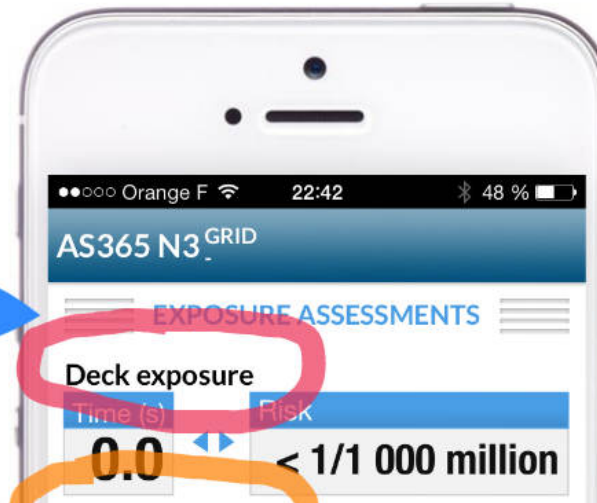 Orange F 22:42 48 %
AS365 N3 GRID
-
EXPOSURE ASSESSMENTS
Deck exposure
Time (s) Risk
0.0 < 1/1 000 million